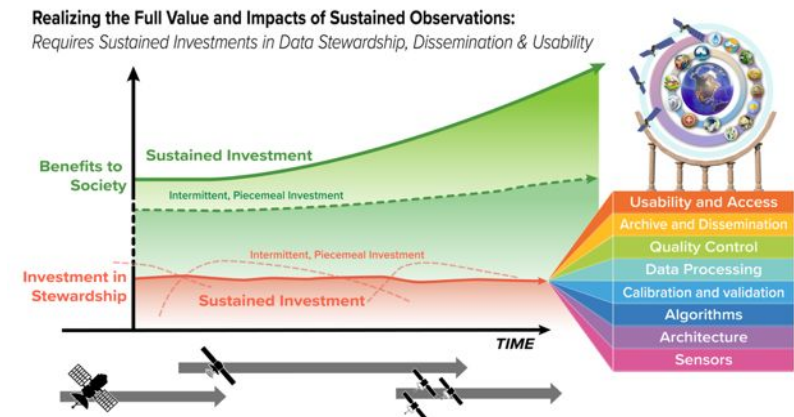 Realizing the Full Value and Impacts of Sustained Observations:
Requires Sustained Investments in Data Stewardship, Dissemination & Usability
Benefits to
Society
Sustained Investment
Intermittent, Piecemeal Investment
Intermittent, Piecemeal Investment
Investment in
Stewardship
Sustained Investment
TIME
Usability and Access
Archive and Dissemination
Quality Control
Data Processing
Calibration and validation
Algorithms
Architecture
Sensors